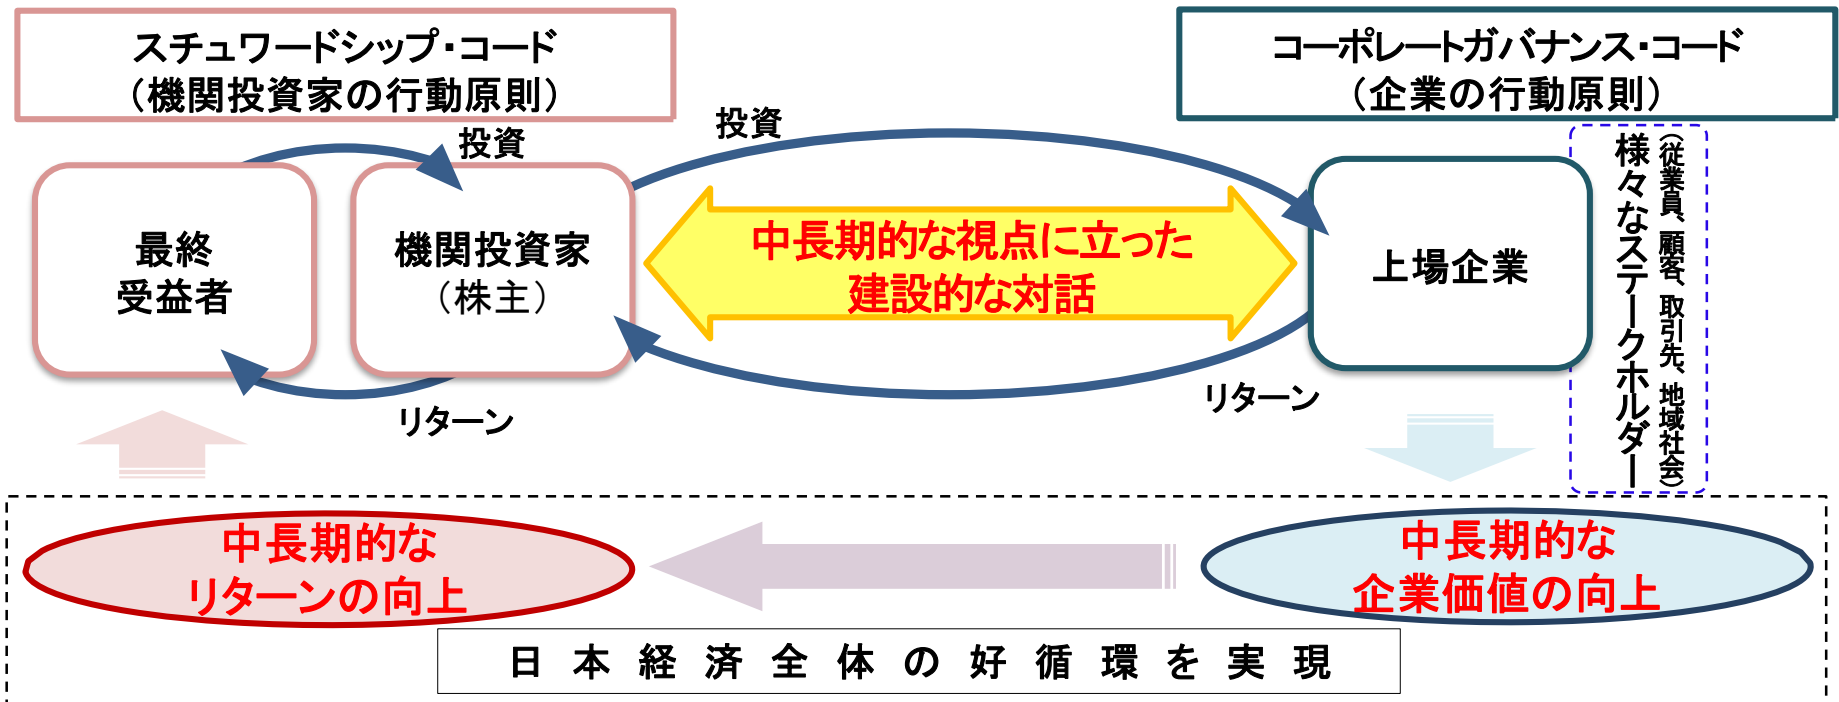 スチュワードシップ・コード
（機関投資家の行動原則）
コーポレートガバナンス・コード
（企業の行動原則）
投資
投資
最終
受益者
機関投資家
（株主）
中長期的な視点に立った
建設的な対話
上場企業
様々なステークホルダー
（従業員、顧客、取引先、地域社会）
リターン
リターン
中長期的な
リターンの向上
中長期的な
企業価値の向上
日本経済全体の好循環を実現